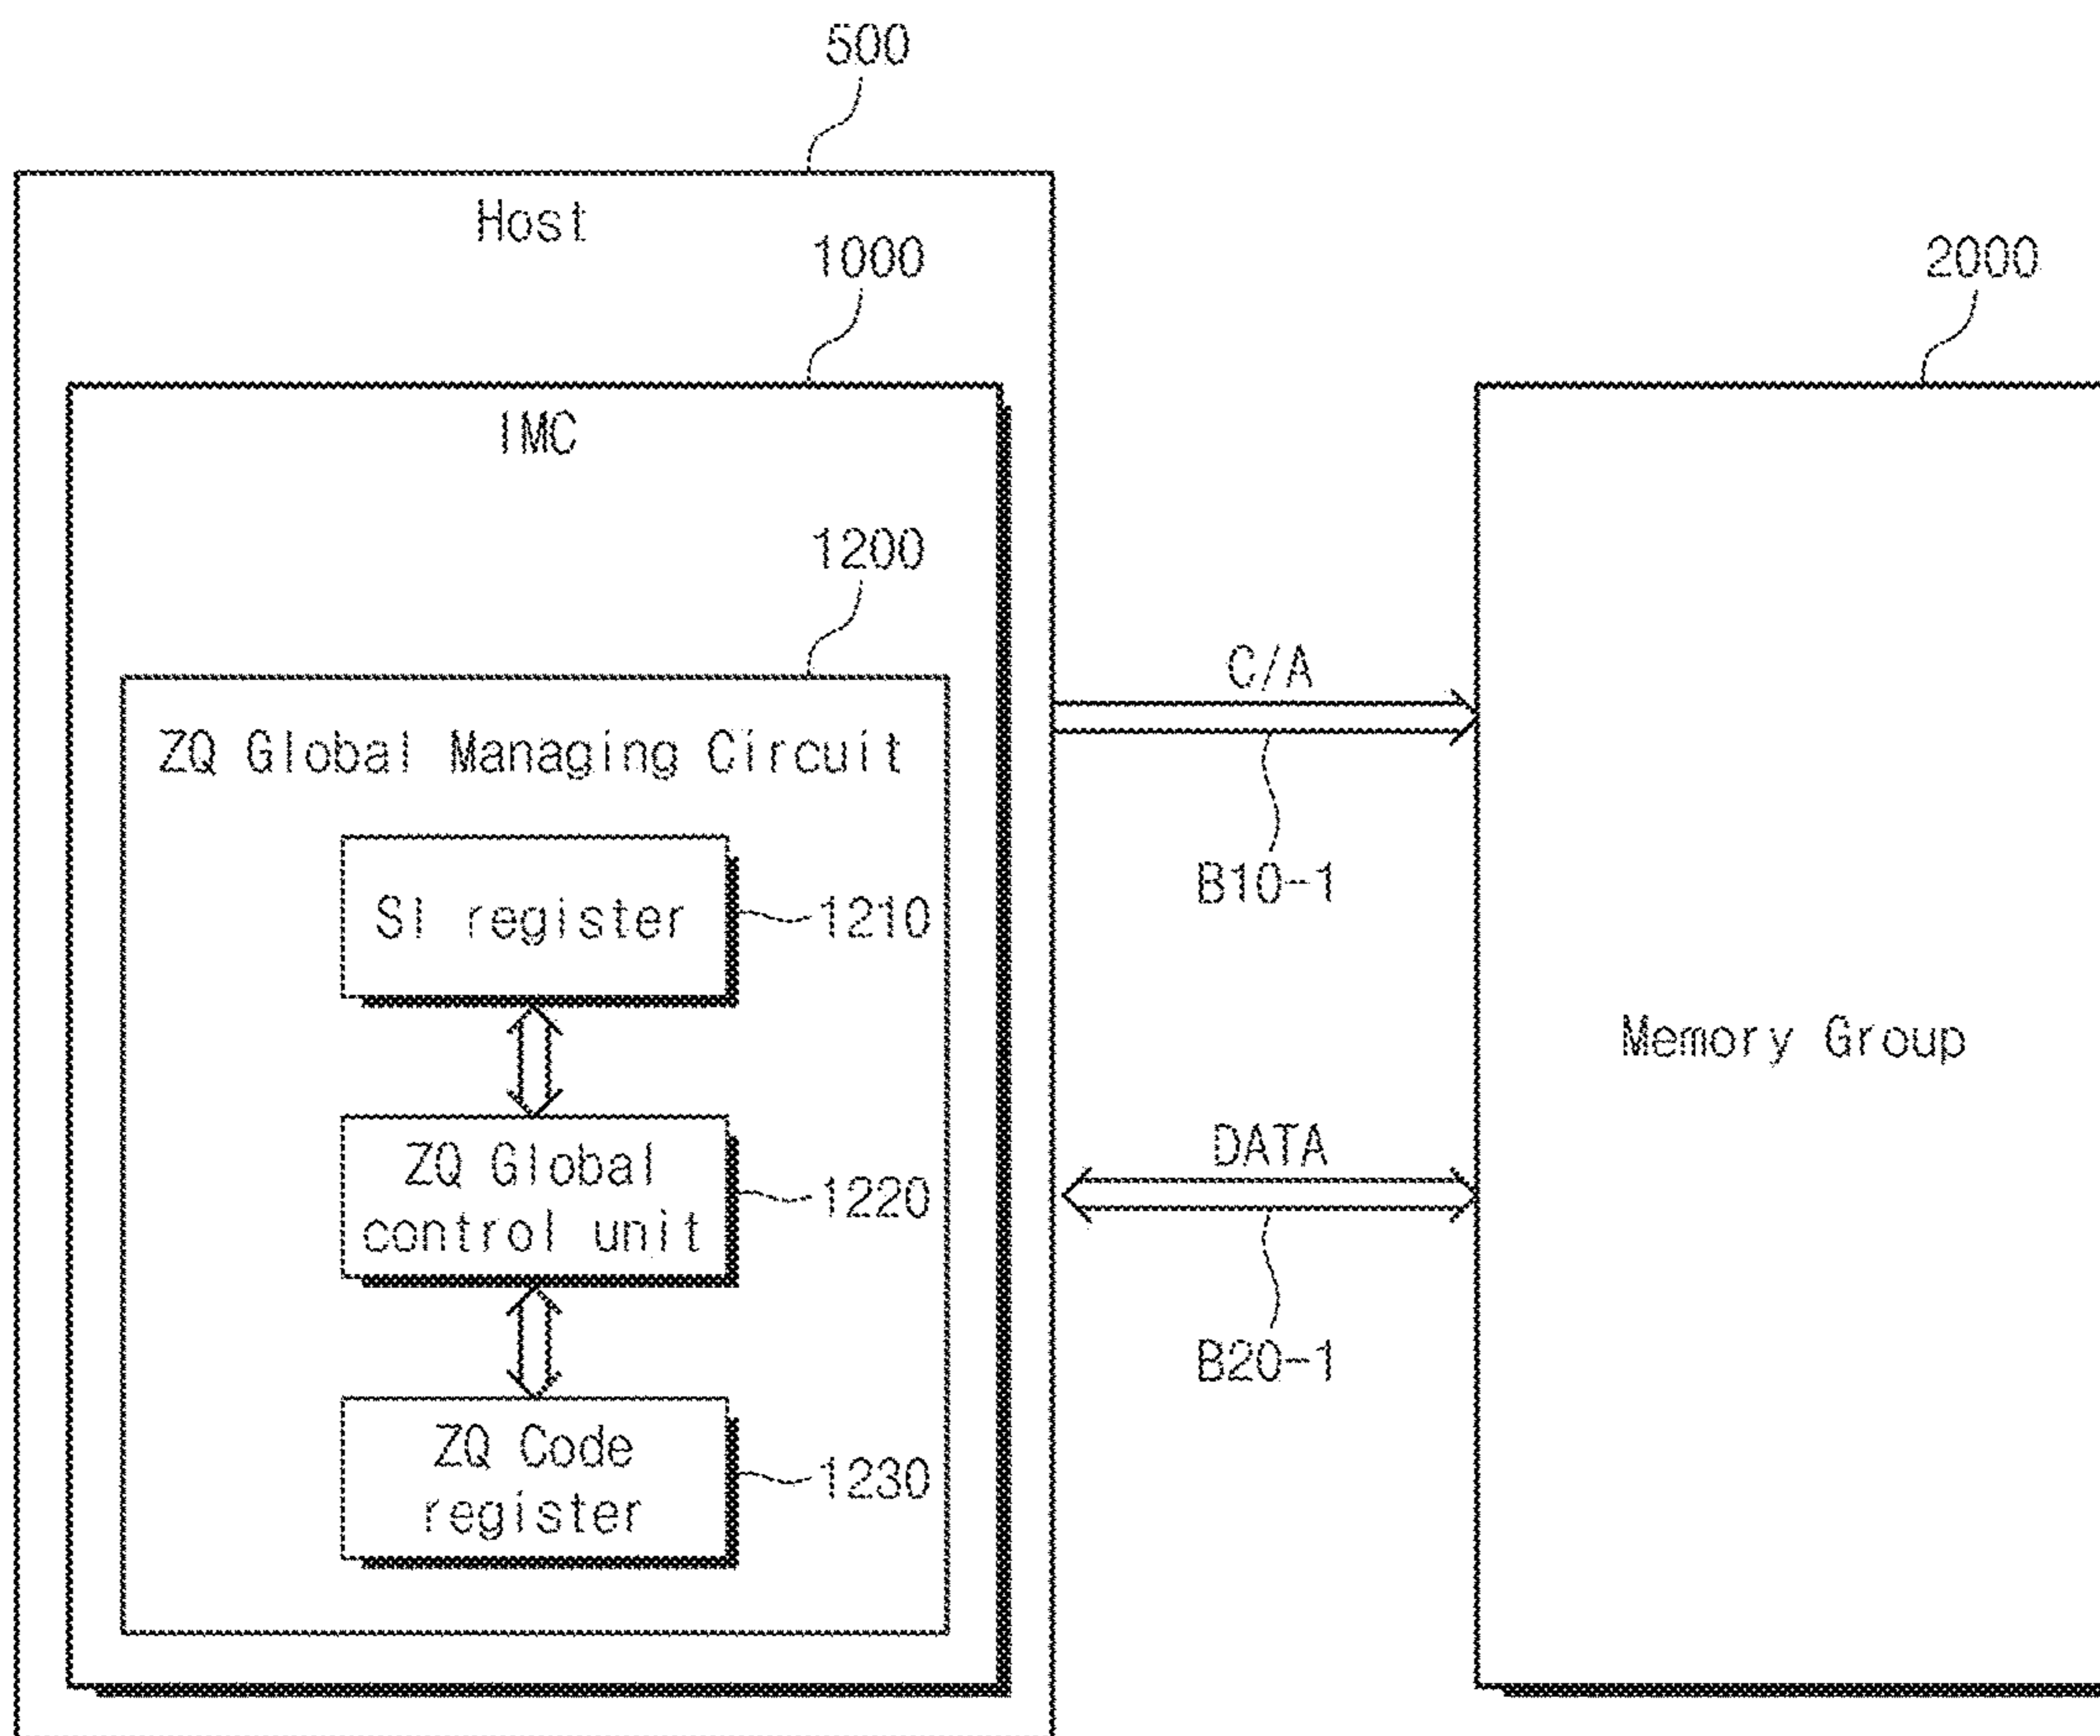 500
Host
1000
2000
IMC
1200
C/A
ZQ Global Managing Circuit
B10-1
SI register
1210
Memory Group
DATA
ZQ Global
control unit
1220
B20-1
ZQ Code
register
1230